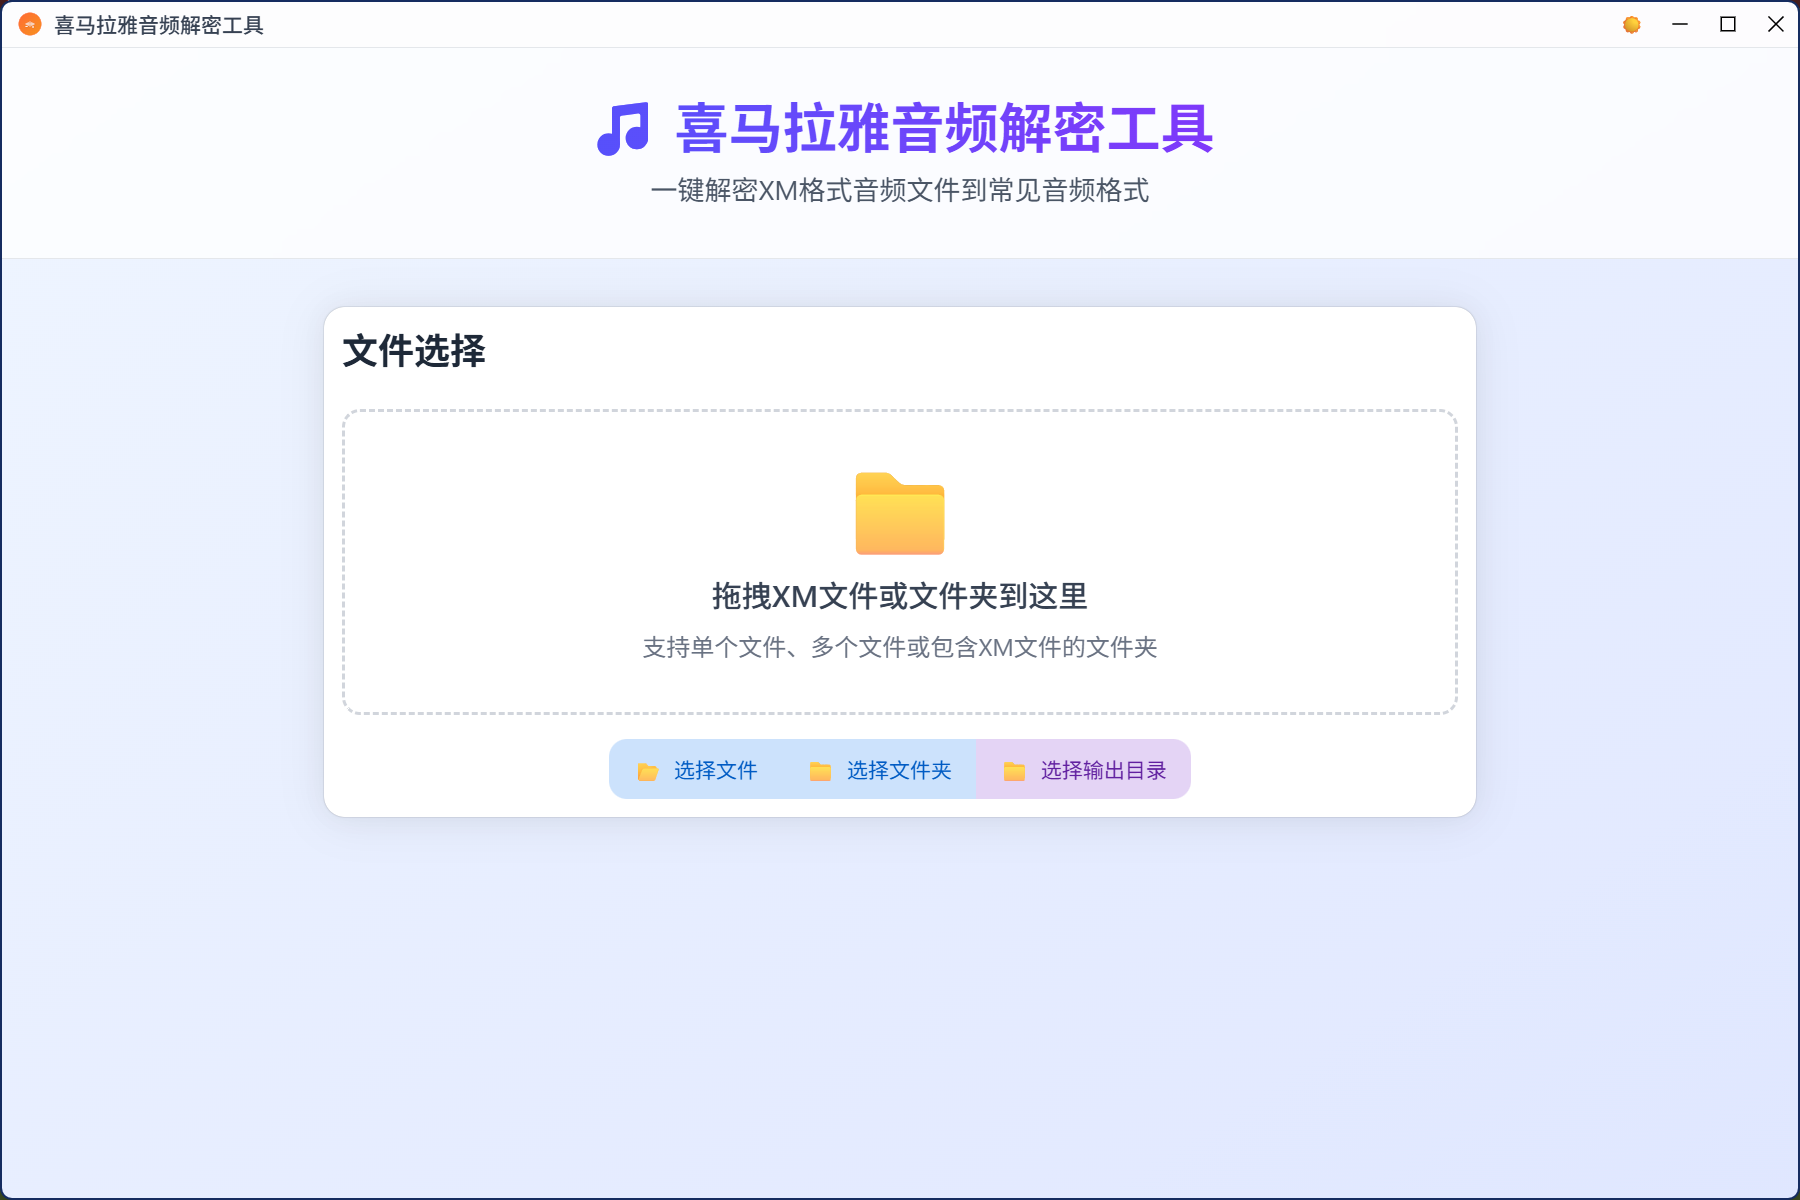 喜马拉雅音频解密工具
喜马拉雅音频解密工具
一键解密XM格式音频文件到常见音频格式
文件选择
拖拽XM文件或文件夹到这里
支持单个文件、多个文件或包含XM文件的文件夹
选择文件 选择文件夹 选择输出目录